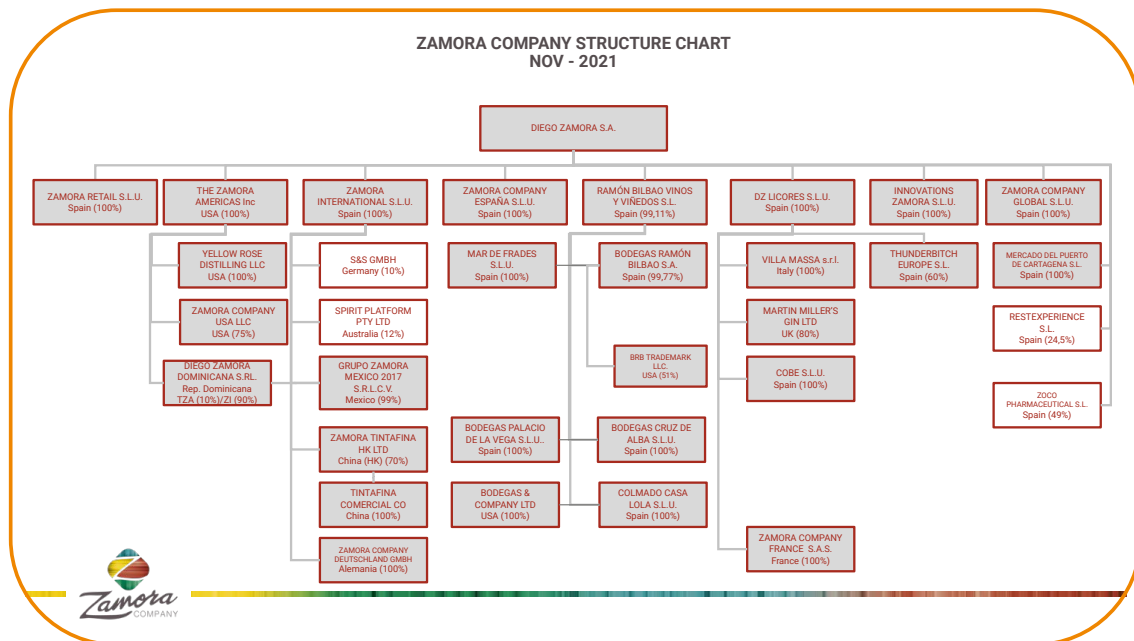 ZAMORA COMPANY STRUCTURE CHART
NOV - 2021
DIEGO ZAMORA S.A.
ZAMORA RETAIL S.L.U.
Spain (100%)
THE ZAMORA
AMERICAS Inc
USA (100%)
ZAMORA
INTERNATIONAL S.L.U.
Spain (100%)
ZAMORA COMPANY
ESPAÑA S.L.U.
Spain (100%)
RAMÓN BILBAO VINOS
Y VIÑEDOS S.L.
Spain (99,11%)
DZ LICORES S.L.U.
Spain (100%)
INNOVATIONS
ZAMORA S.L.U.
Spain (100%)
ZAMORA COMPANY
GLOBAL S.L.U.
Spain (100%)
YELLOW ROSE
DISTILLING LLC
USA (100%)
S&S GMBH
Germany (10%)
MAR DE FRADES
S.L.U.
Spain (100%)
BODEGAS RAMÓN
BILBAO S.A.
Spain (99,77%)
VILLA MASSA s.r.l.
Italy (100%)
THUNDERBITCH
EUROPE S.L.
Spain (60%)
MERCADO DEL PUERTO
DE CARTAGENA S.L.
Spain (100%)
ZAMORA COMPANY
USA LLC
USA (75%)
SPIRIT PLATFORM
PTY LTD
Australia (12%)
MARTIN MILLER'S
GIN LTD
UK (80%)
RESTEXPERIENCE
S.L.
Spain (24,5%)
DIEGO ZAMORA
DOMINICANA S.RL.
Rep. Dominicana
TZA (10%)/ZI (90%)
GRUPO ZAMORA
MEXICO 2017
S.R.L.C.V.
Mexico (99%)
BRB TRADEMARK
LLC.
USA (51%)
COBE S.L.U.
Spain (100%)
ZOCO
PHARMACEUTICAL S.L.
Spain (49%)
ZAMORA TINTAFINA
HK LTD
China (HK) (70%)
BODEGAS PALACIO
DE LA VEGA S.L.U..
Spain (100%)
BODEGAS CRUZ DE
ALBA S.L.U.
Spain (100%)
TINTAFINA
COMERCIAL CO
China (100%)
BODEGAS &
COMPANY LTD
USA (100%)
COLMADO CASA
LOLA S.L.U.
Spain (100%)
ZAMORA COMPANY
DEUTSCHLAND GMBH
Alemania (100%)
ZAMORA COMPANY
FRANCE S.A.S.
France (100%)
Zamora
COMPANY